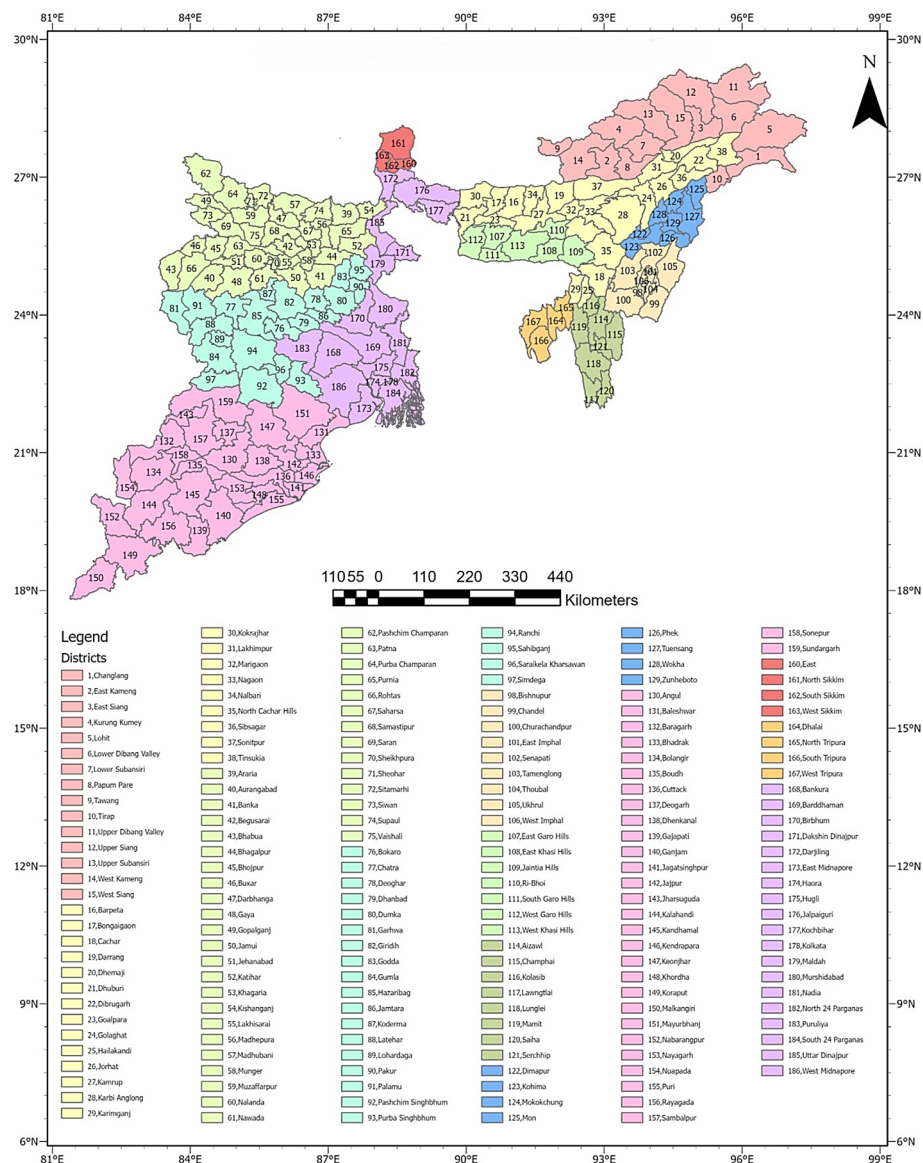 81°E 84°E 87°E 90°E 93°E 96°E 99°E
30°N 30°N
N
27°N 27°N
24°N 24°N
21°N 21°N
18°N 18°N
15°N 15°N
12°N 12°N
9°N 9°N
6°N 6°N
110 55 0 110 220 330 440
Kilometers
Legend
Districts
1,Changlang
2,East Kameng
3,East Siang
4,Kurung Kumey
5,Lohit
6,Lower Dibang Valley
7,Lower Subansiri
8,Papum Pare
9,Tawang
10,Tirap
11,Upper Dibang Valley
12,Upper Siang
13,Upper Subansiri
14,West Kameng
15,West Siang
16,Barpeta
17,Bongaigaon
18,Cachar
19,Darrang
20,Dhemaji
21,Dhuburi
22,Dibrugarh
23,Goalpara
24,Golaghat
25,Hailakandi
26,Jorhat
27,Kamrup
28,Karbi Anglong
29,Karimganj
30,Kokrajhar
31,Lakhimpur
32,Marigaon
33,Nagaon
34,Nalbari
35,North Cachar Hills
36,Sibsagar
37,Sonitpur
38,Tinsukia
39,Araria
40,Aurangabad
41,Banka
42,Begusarai
43,Bhabua
44,Bhagalpur
45,Bhojpur
46,Buxar
47,Darbhanga
48,Gaya
49,Gopalganj
50,Jamui
51,Jehanabad
52,Katihar
53,Khagaria
54,Kishanganj
55,Lakhisarai
56,Madhepura
57,Madhubani
58,Munger
59,Muzaffarpur
60,Nalanda
61,Nawada
62,Pashchim Champaran
63,Patna
64,Purba Champaran
65,Purnia
66,Rohtas
67,Saharsa
68,Samastipur
69,Saran
70,Sheikhpura
71,Sheohar
72,Sitamarhi
73,Siwan
74,Supaul
75,Vaishali
76,Bokaro
77,Chatra
78,Deoghar
79,Dhanbad
80,Dumka
81,Garhwa
82,Giridih
83,Godda
84,Gumla
85,Hazaribag
86,Jamtara
87,Koderma
88,Latehar
89,Lohardaga
90,Pakur
91,Palamu
92,Pashchim Singhbhum
93,Purba Singhbhum
94,Ranchi
95,Sahibganj
96,Saraikela Kharsawan
97,Simdega
98,Bishnupur
99,Chandel
100,Churachandpur
101,East Imphal
102,Senapati
103,Tamenglong
104,Thoubal
105,Ukhrul
106,West Imphal
107,East Garo Hills
108,East Khasi Hills
109,Jaintia Hills
110,Ri-Bhoi
111,South Garo Hills
112,West Garo Hills
113,West Khasi Hills
114,Aizawl
115,Champhai
116,Kolasib
117,Lawngtlai
118,Lunglei
119,Mamit
120,Saiha
121,Serchhip
122,Dimapur
123,Kohima
124,Mokokchung
125,Mon
126,Phek
127,Tuensang
128,Wokha
129,Zunheboto
130,Angul
131,Baleshwar
132,Baragarh
133,Bhadrak
134,Bolangir
135,Boudh
136,Cuttack
137,Deogarh
138,Dhenkanal
139,Gajapati
140,Ganjam
141,Jagatsinghpur
142,Jajpur
143,Jharsuguda
144,Kalahandi
145,Kandhamal
146,Kendrapara
147,Keonjhar
148,Khordha
149,Koraput
150,Malkangiri
151,Mayurbhanj
152,Nabarangpur
153,Nayagarh
154,Nuapada
155,Puri
156,Rayagada
157,Sambalpur
158,Sonepur
159,Sundargarh
160,East
161,North Sikkim
162,South Sikkim
163,West Sikkim
164,Dhalai
165,North Tripura
166,South Tripura
167,West Tripura
168,Bankura
169,Barddhaman
170,Birbhum
171,Dakshin Dinajpur
172,Darjiling
173,East Midnapore
174,Haora
175,Hugli
176,Jalpaiguri
177,Kochbihar
178,Kolkata
179,Maldah
180,Murshidabad
181,Nadia
182,North 24 Parganas
183,Puruliya
184,South 24 Parganas
185,Uttar Dinajpur
186,West Midnapore
81°E 84°E 87°E 90°E 93°E 96°E 99°E